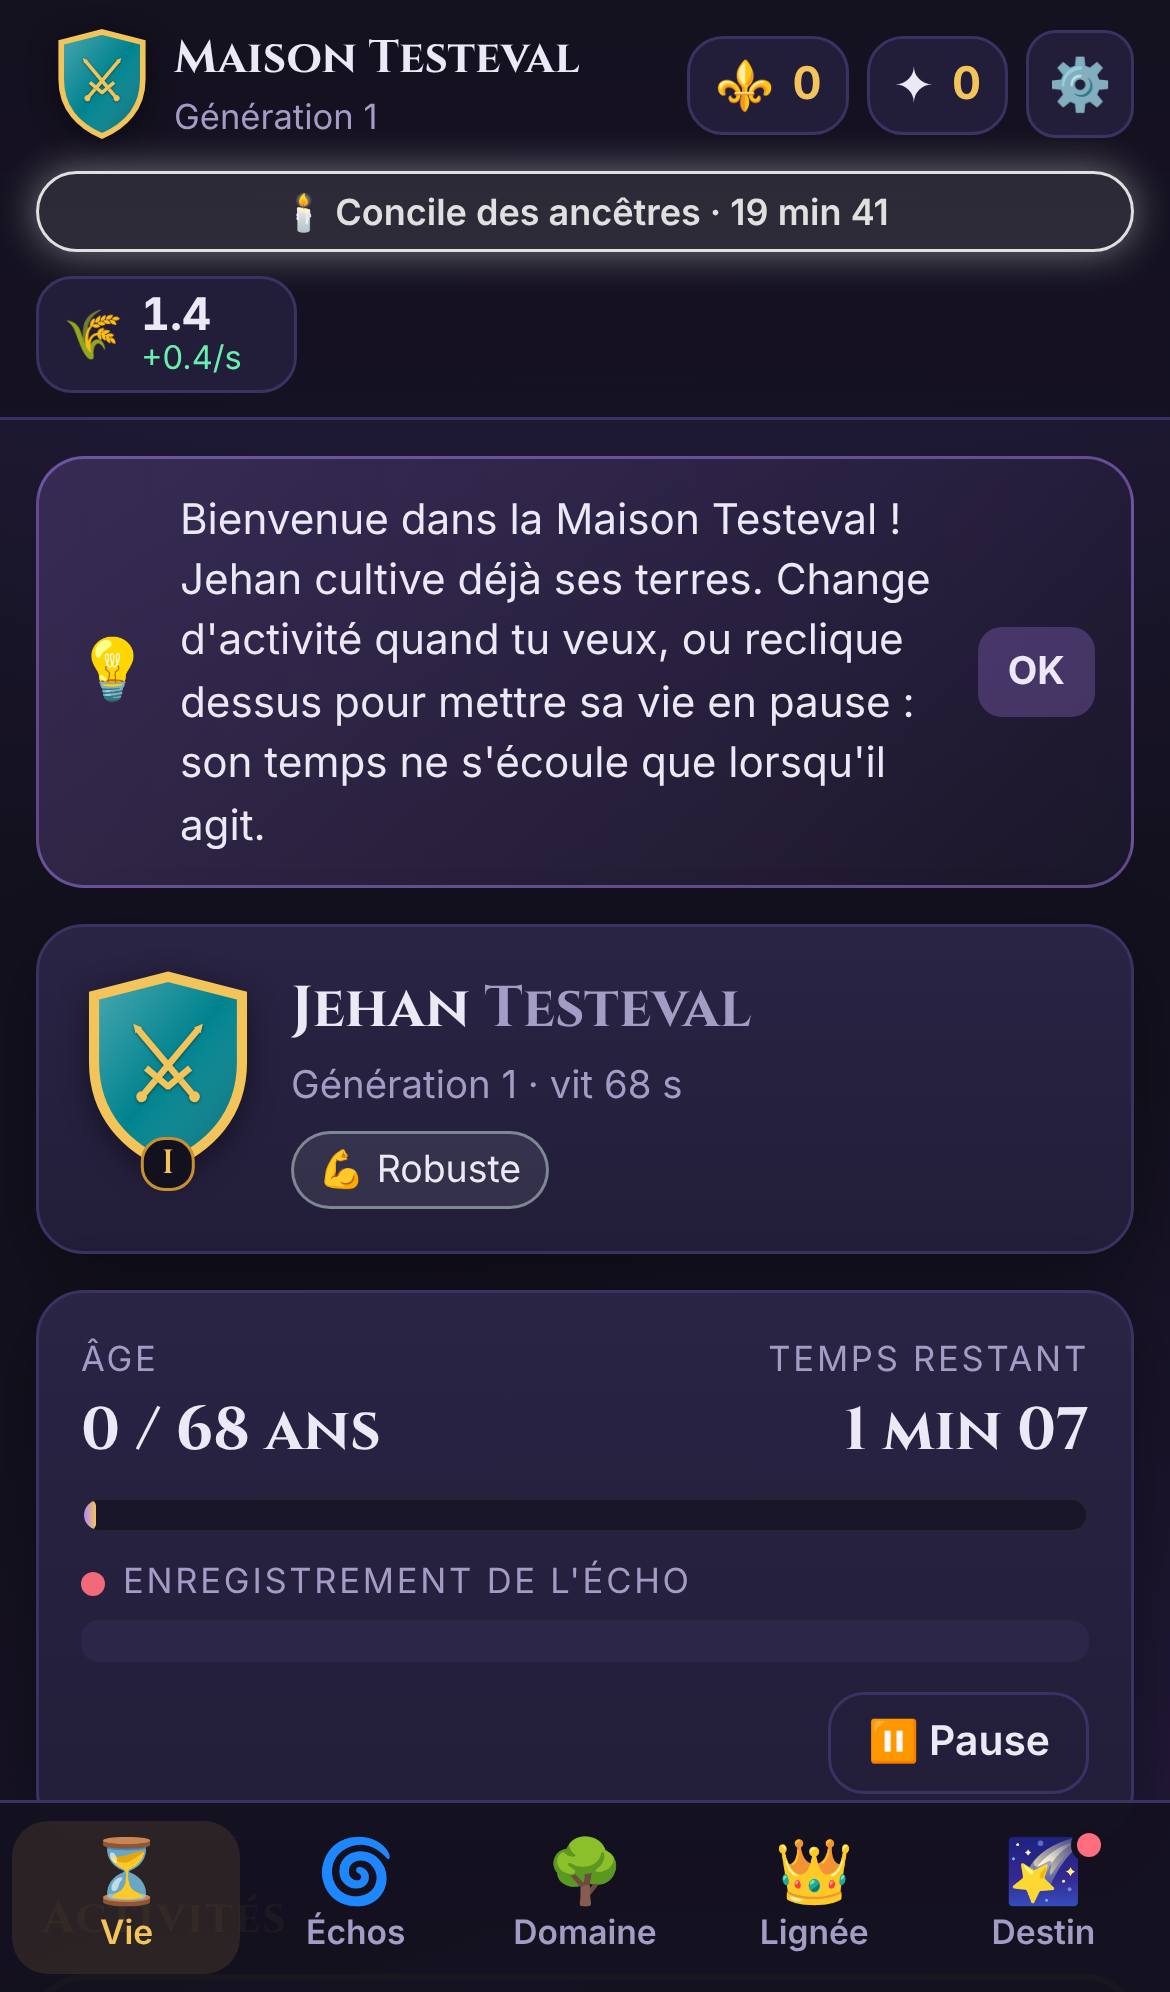 Maison Testeval
Génération 1
0
0
Concile des ancêtres · 19 min 41
1.4
+0.4/s
Bienvenue dans la Maison Testeval !
Jehan cultive déjà ses terres. Change
d'activité quand tu veux, ou reclique
dessus pour mettre sa vie en pause :
son temps ne s'écoule que lorsqu'il
agit.
OK
Jehan Testeval
Génération 1 · vit 68 s
I
Robuste
ÂGE
TEMPS RESTANT
0 / 68 ans
1 min 07
ENREGISTREMENT DE L'ÉCHO
Pause
Activités
Vie
Échos
Domaine
Lignée
Destin